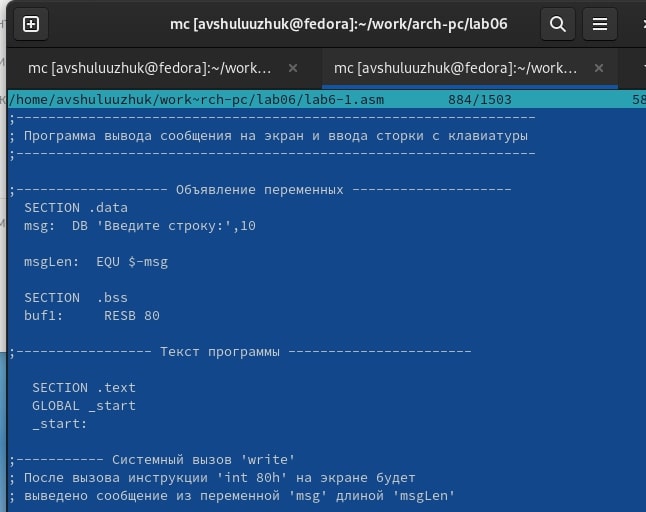 mc [avshuluuzhuk@fedora]:~/work/arch-pc/lab06
mc [avshuluuzhuk@fedora]:~/work... × mc [avshuluuzhuk@fedora]:~/work... ×
/home/avshuluuzhuk/work~rch-pc/lab06/lab6-1.asm 884/1503 58
;-----------------------------------------------------------------
; Программа вывода сообщения на экран и ввода сторки с клавиатуры
;-----------------------------------------------------------------
;------------------- Объявление переменных --------------------
SECTION .data
msg: DB 'Введите строку:',10
msgLen: EQU $-msg
SECTION .bss
buf1: RESB 80
;----------------- Текст программы -----------------------
SECTION .text
GLOBAL _start
_start:
;----------- Системный вызов 'write'
; После вызова инструкции 'int 80h' на экране будет
; выведено сообщение из переменной 'msg' длиной 'msgLen'